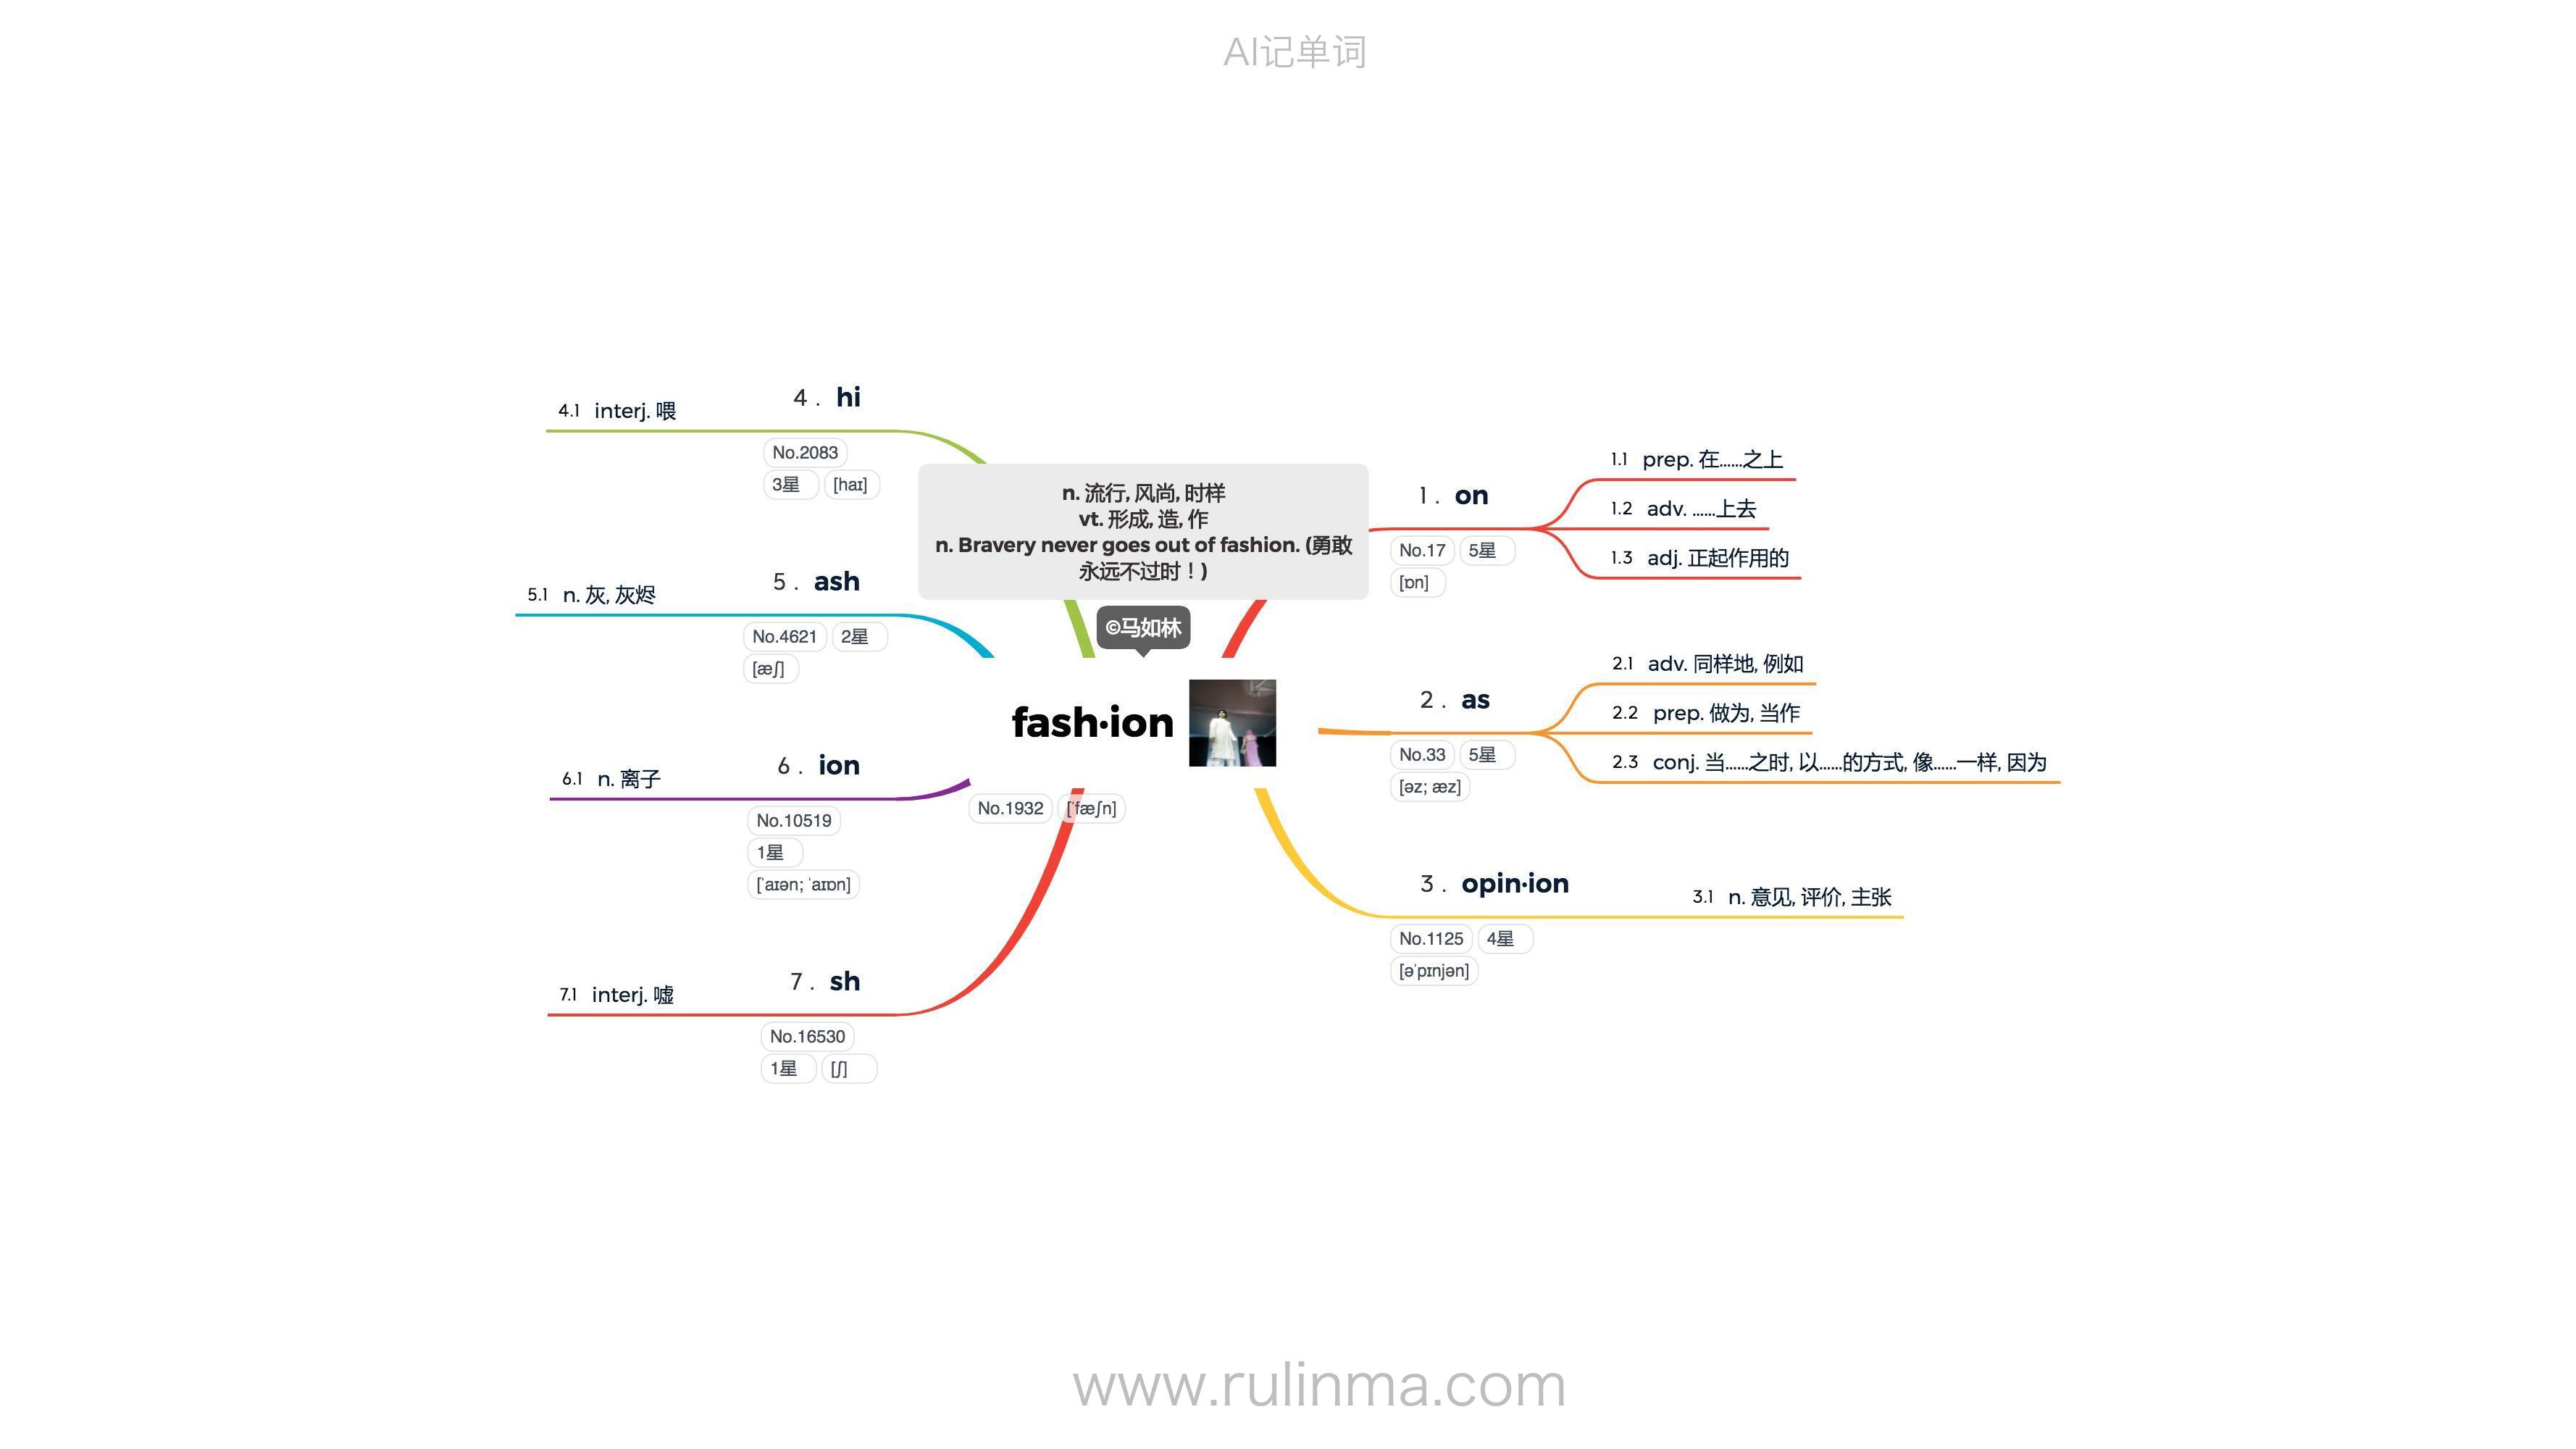 AI记单词
n. 流行, 风尚, 时样
vt. 形成, 造, 作
n. Bravery never goes out of fashion. (勇敢
永远不过时！)
©马如林
fash·ion
No.1932 [ˈfæʃn]
1. on
No.17 5星
[ɒn]
1.1 prep. 在……之上
1.2 adv. ……上去
1.3 adj. 正起作用的
2. as
No.33 5星
[əz; æz]
2.1 adv. 同样地, 例如
2.2 prep. 做为, 当作
2.3 conj. 当……之时, 以……的方式, 像……一样, 因为
3. opin·ion
No.1125 4星
[əˈpɪnjən]
3.1 n. 意见, 评价, 主张
4. hi
No.2083
3星 [haɪ]
4.1 interj. 喂
5. ash
No.4621 2星
[æʃ]
5.1 n. 灰, 灰烬
6. ion
No.10519
1星
[ˈaɪən; ˈaɪɒn]
6.1 n. 离子
7. sh
No.16530
1星 [ʃ]
7.1 interj. 嘘
www.rulinma.com